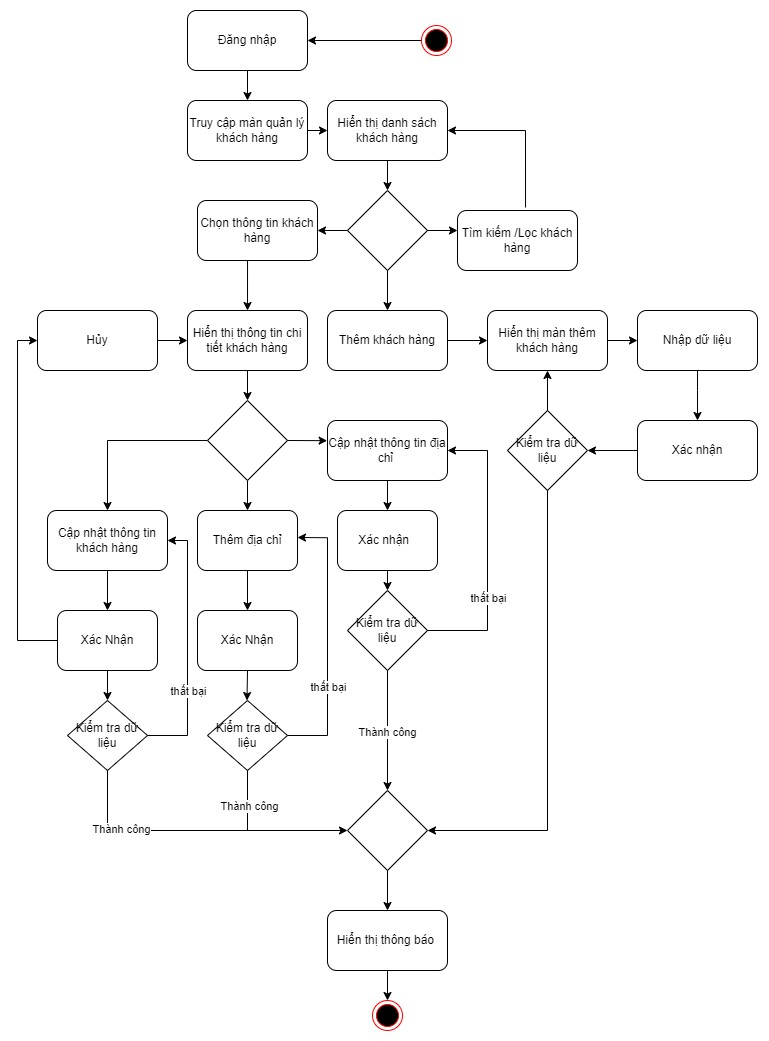 Đăng nhập
Truy cập màn quản lý
khách hàng
Hiển thị danh sách
khách hàng
Chọn thông tin khách
hàng
Tìm kiếm /Lọc khách
hàng
Hủy
Hiển thị thông tin chi
tiết khách hàng
Thêm khách hàng
Hiển thị màn thêm
khách hàng
Nhập dữ liệu
Cập nhật thông tin địa
chỉ
Kiểm tra dữ
liệu
Xác nhận
Cập nhật thông tin
khách hàng
Thêm địa chỉ
Xác nhận
thất bại
Xác Nhận
Xác Nhận
Kiểm tra dữ
liệu
thất bại
thất bại
Kiểm tra dữ
liệu
Kiểm tra dữ
liệu
Thành công
Thành công
Thành công
Hiển thị thông báo